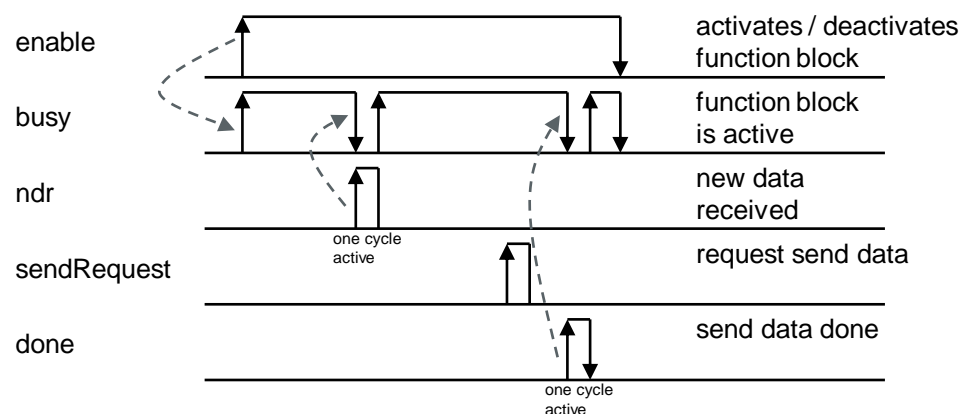 enable
activates / deactivates
function block
busy
function block
is active
ndr
new data
received
one cycle
active
sendRequest
request send data
done
send data done
one cycle
active